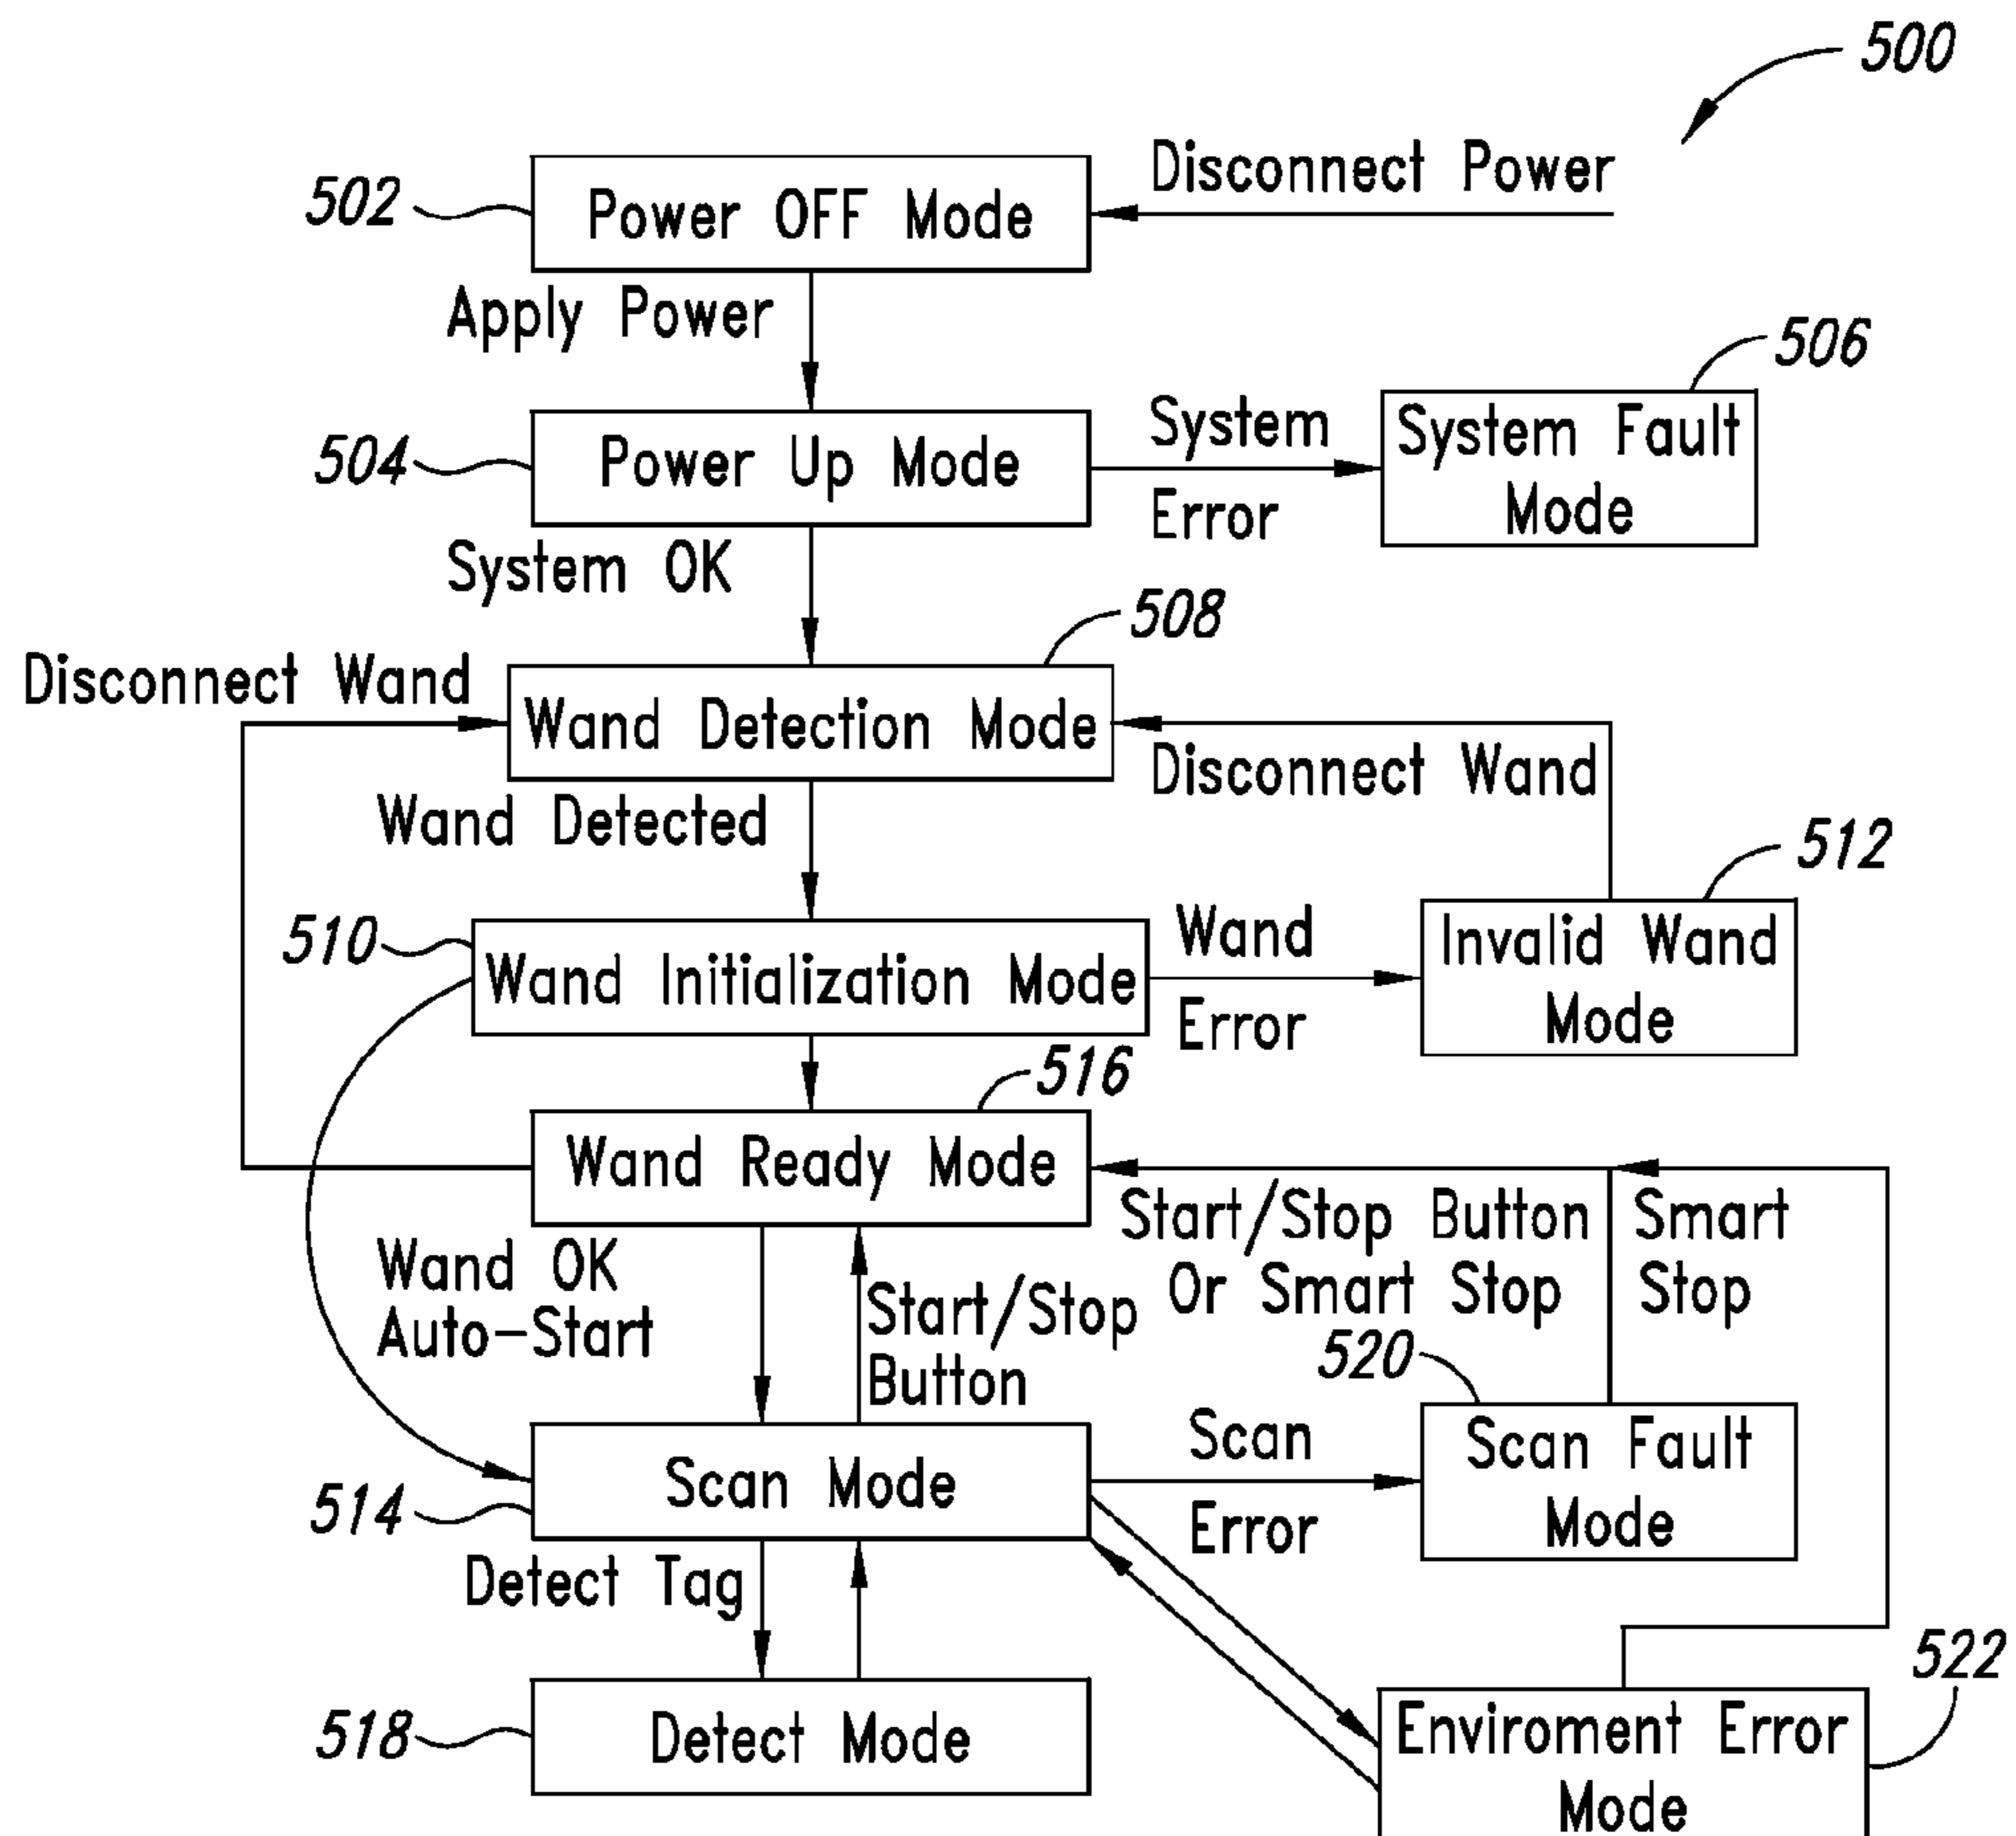 500
Disconnect Power
502
Power OFF Mode
Apply Power
506
System
Error
System Fault
Mode
504
Power Up Mode
System OK
508
Disconnect Wand
Wand Detection Mode
Disconnect Wand
Wand Detected
512
510
Wand Initialization Mode
Wand
Error
Invalid Wand
Mode
516
Wand Ready Mode
Start/Stop Button
Or Smart Stop
Smart
Stop
Wand OK
Auto-Start
Start/Stop
Button
520
Scan Mode
514
Scan
Error
Scan Fault
Mode
Detect Tag
522
518
Detect Mode
Enviroment Error
Mode